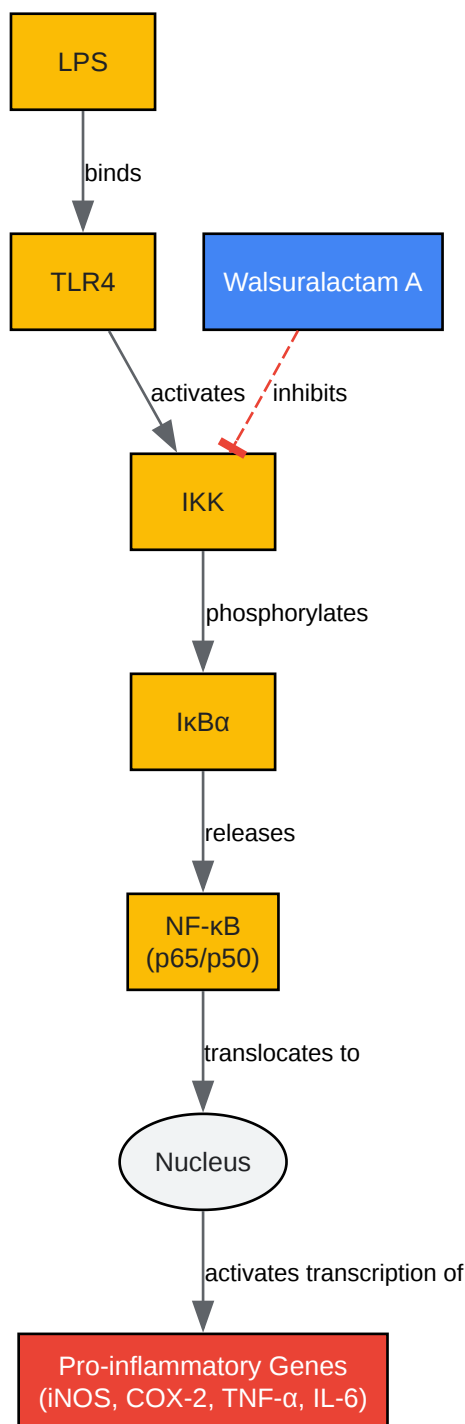 LPS
binds
TLR4
Walsuralactam A
activates
inhibits
IKK
phosphorylates
IκBα
releases
NF-κB
(p65/p50)
translocates to
Nucleus
activates transcription of
Pro-inflammatory Genes
(iNOS, COX-2, TNF-α, IL-6)